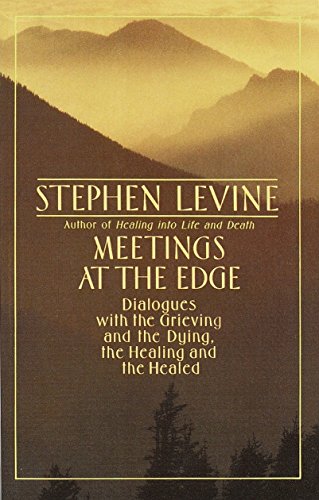 STEPHEN LEVINE
Author of Healing into Life and Death
MEETINGS
AT THE EDGE
Dialogues
with the Grieving
and the Dying,
the Healing and
the Healed